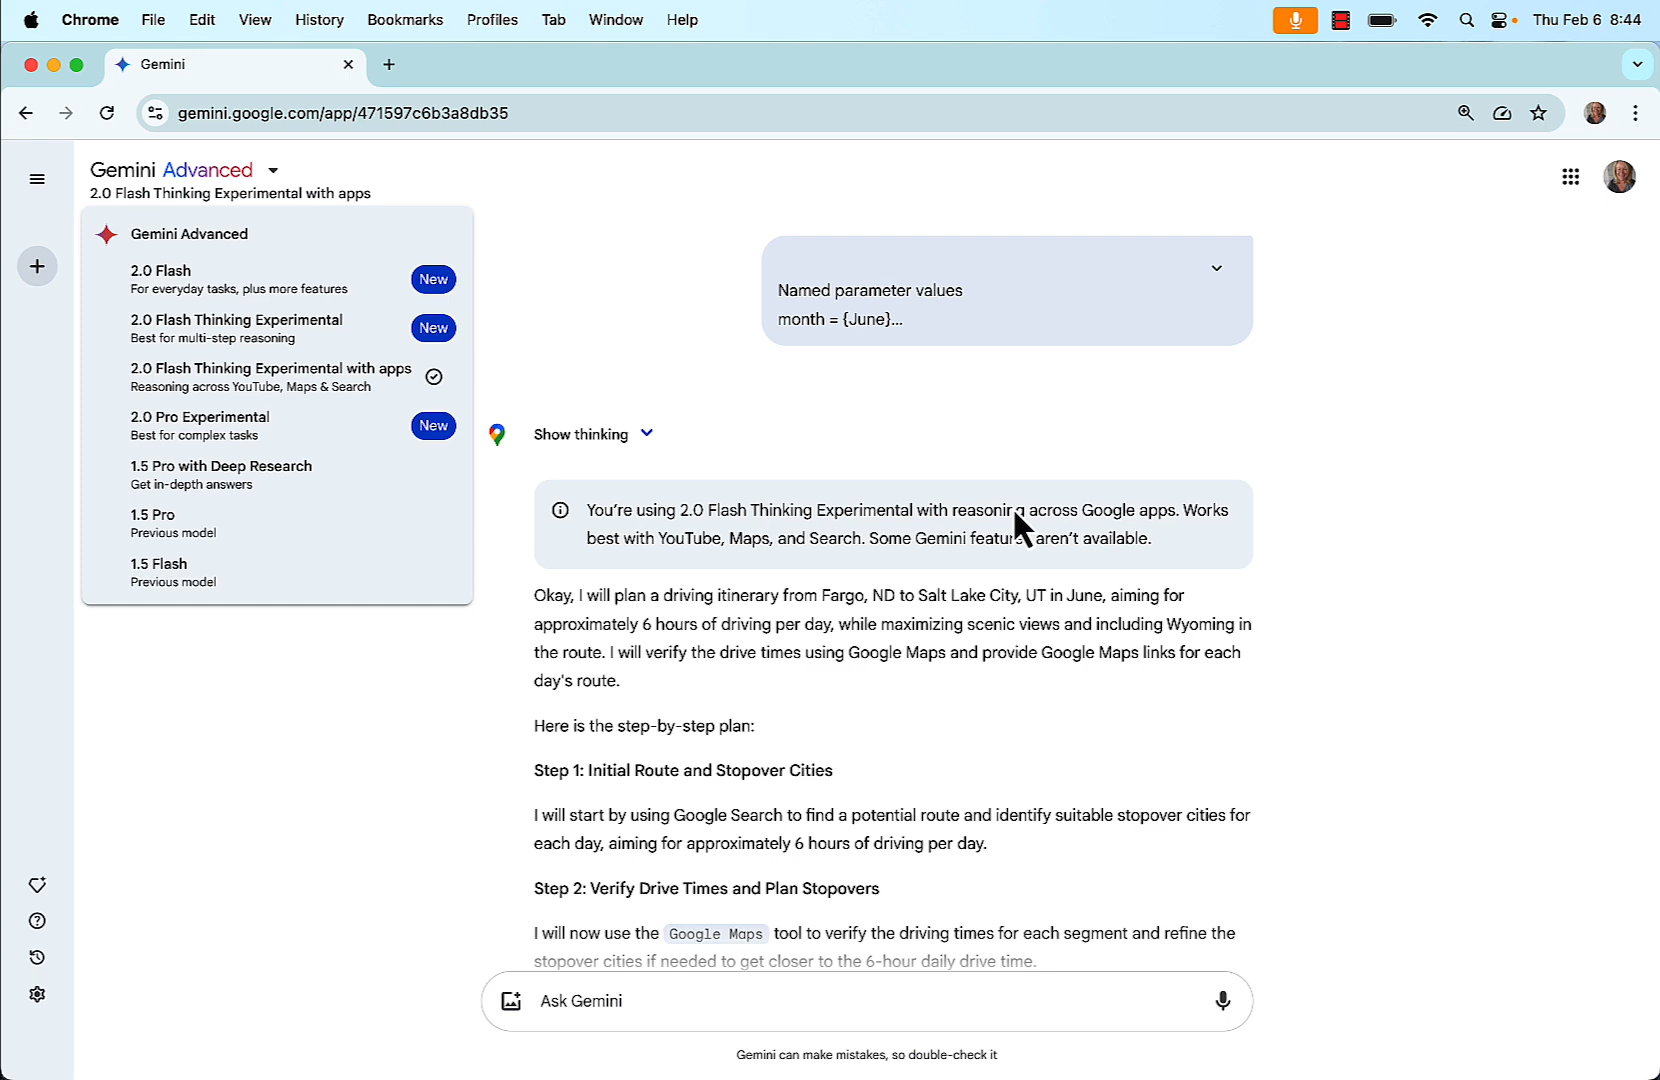 Chrome File Edit View History Bookmarks Profiles Tab Window Help Thu Feb 6 8:44
Gemini
gemini.google.com/app/471597c6b3a8db35
Gemini Advanced
2.0 Flash Thinking Experimental with apps
Gemini Advanced
2.0 Flash
For everyday tasks, plus more features
New
2.0 Flash Thinking Experimental
Best for multi-step reasoning
New
2.0 Flash Thinking Experimental with apps
Reasoning across YouTube, Maps & Search
2.0 Pro Experimental
Best for complex tasks
New
1.5 Pro with Deep Research
Get in-depth answers
1.5 Pro
Previous model
1.5 Flash
Previous model
Named parameter values
month = {June}...
Show thinking
You're using 2.0 Flash Thinking Experimental with reasoning across Google apps. Works
best with YouTube, Maps, and Search. Some Gemini features aren't available.
Okay, I will plan a driving itinerary from Fargo, ND to Salt Lake City, UT in June, aiming for
approximately 6 hours of driving per day, while maximizing scenic views and including Wyoming in
the route. I will verify the drive times using Google Maps and provide Google Maps links for each
day's route.
Here is the step-by-step plan:
Step 1: Initial Route and Stopover Cities
I will start by using Google Search to find a potential route and identify suitable stopover cities for
each day, aiming for approximately 6 hours of driving per day.
Step 2: Verify Drive Times and Plan Stopovers
I will now use the Google Maps tool to verify the driving times for each segment and refine the
stopover cities if needed to get closer to the 6-hour daily drive time.
Ask Gemini
Gemini can make mistakes, so double-check it